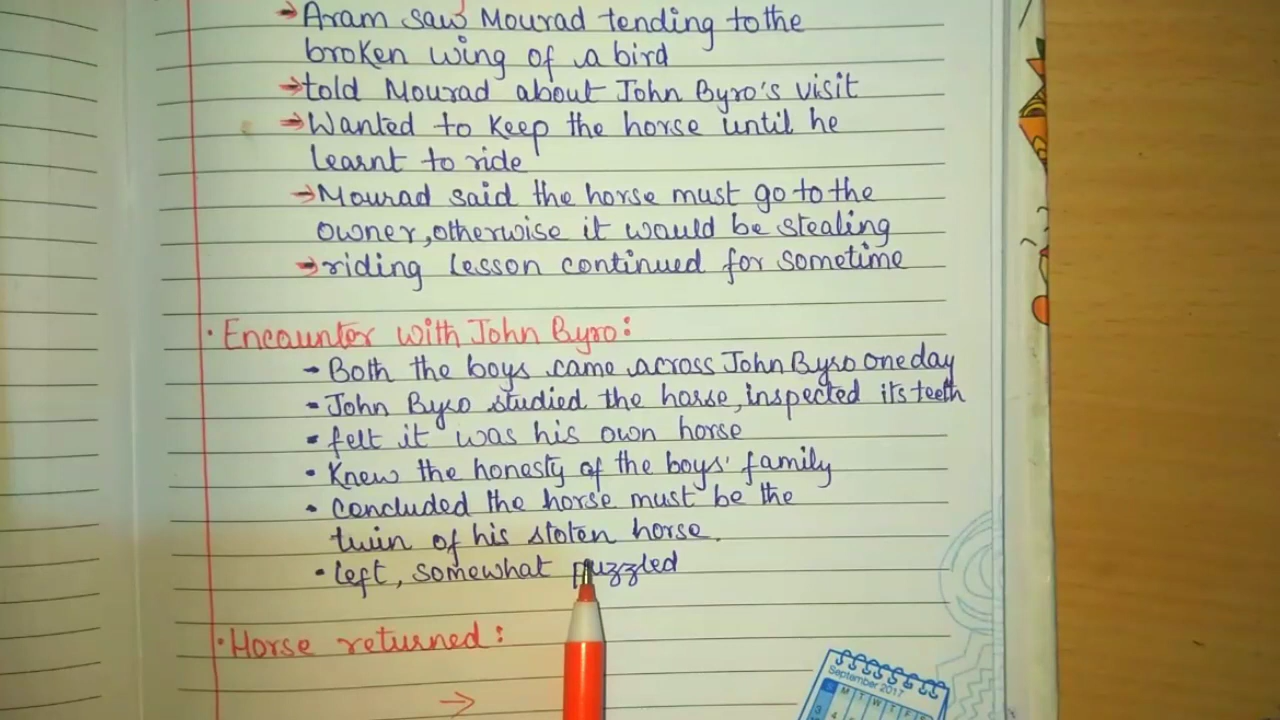 →Aram saw Mourad tending to the
broken wing of a bird
→told Mourad about John Byro's visit
→Wanted to keep the horse until he
learnt to ride
→Mourad said the horse must go to the
owner, otherwise it would be stealing
→riding lesson continued for sometime
• Encounter with John Byro:
- Both the boys came across John Byro one day
- John Byro studied the horse, inspected its teeth
• felt it was his own horse
• Knew the honesty of the boys' family
• Concluded the horse must be the
twin of his stolen horse.
• left, somewhat puzzled
• Horse returned:
→
September 2017
S M T W T F S
3 4